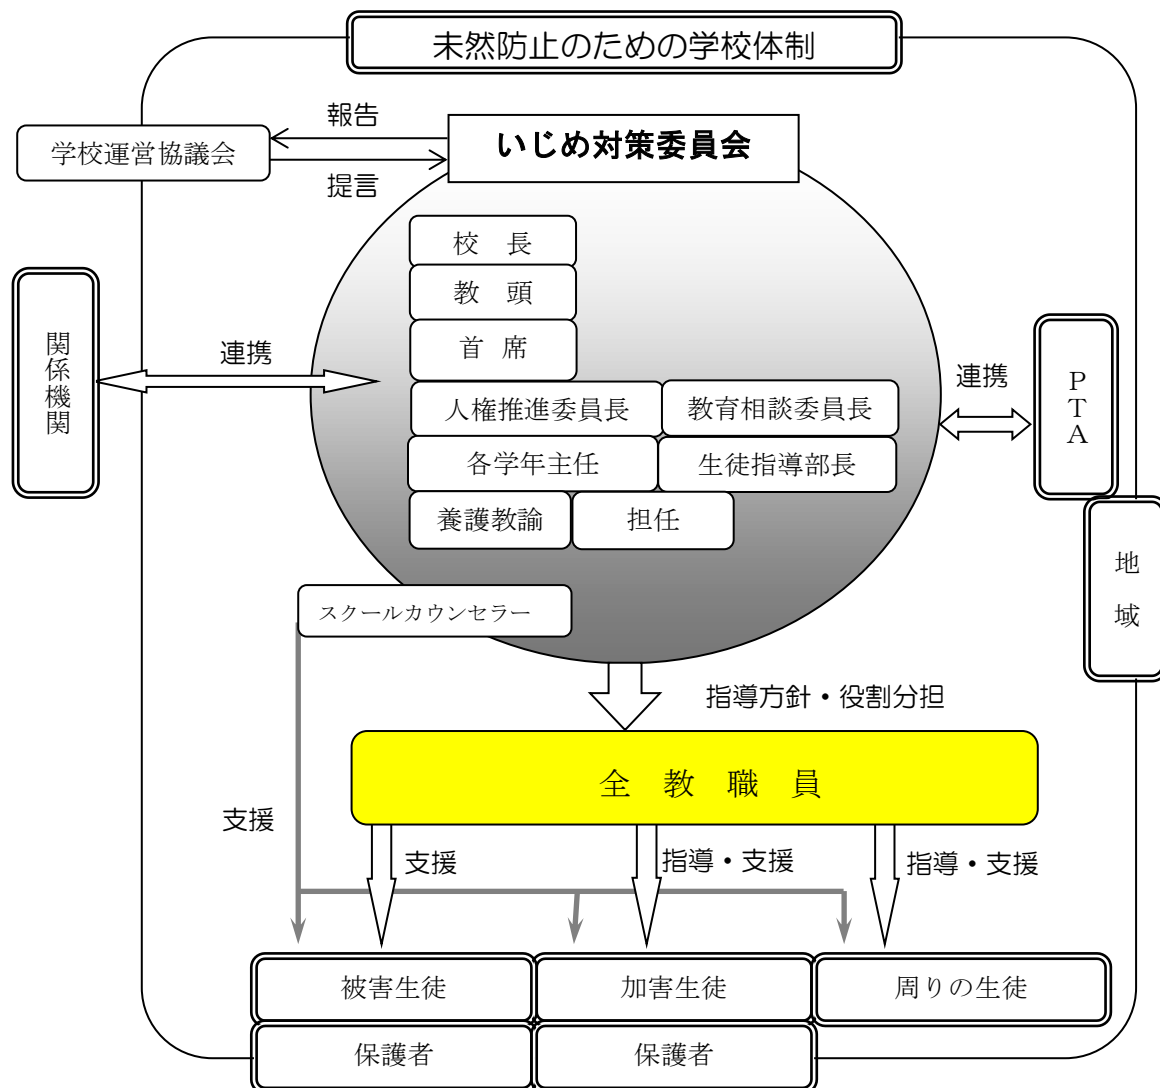 未然防止のための学校体制
報告
学校運営協議会
いじめ対策委員会
提言
校 長
教 頭
首 席
関係機関
連携
連携
PTA
人権推進委員長
教育相談委員長
各学年主任
生徒指導部長
養護教諭
担任
地域
スクールカウンセラー
指導方針・役割分担
全 教 職 員
支援
支援
指導・支援
指導・支援
被害生徒
加害生徒
周りの生徒
保護者
保護者